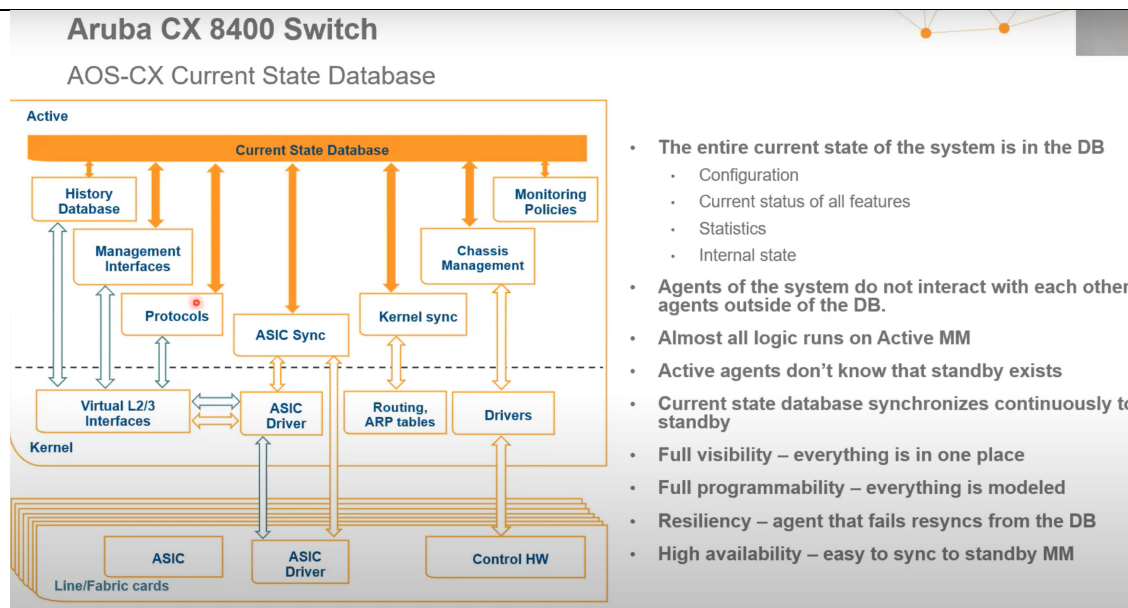 Aruba CX 8400 Switch
AOS-CX Current State Database
Active
Current State Database
History
Database
Monitoring
Policies
Management
Interfaces
Chassis
Management
Protocols
ASIC Sync
Kernel sync
Virtual L2/3
Interfaces
ASIC
Driver
Routing,
ARP tables
Drivers
Kernel
ASIC
ASIC
Driver
Control HW
Line/Fabric cards
• The entire current state of the system is in the DB
• Configuration
• Current status of all features
• Statistics
• Internal state
• Agents of the system do not interact with each other
agents outside of the DB.
• Almost all logic runs on Active MM
• Active agents don’t know that standby exists
• Current state database synchronizes continuously to
standby
• Full visibility – everything is in one place
• Full programmability – everything is modeled
• Resiliency – agent that fails resyncs from the DB
• High availability – easy to sync to standby MM